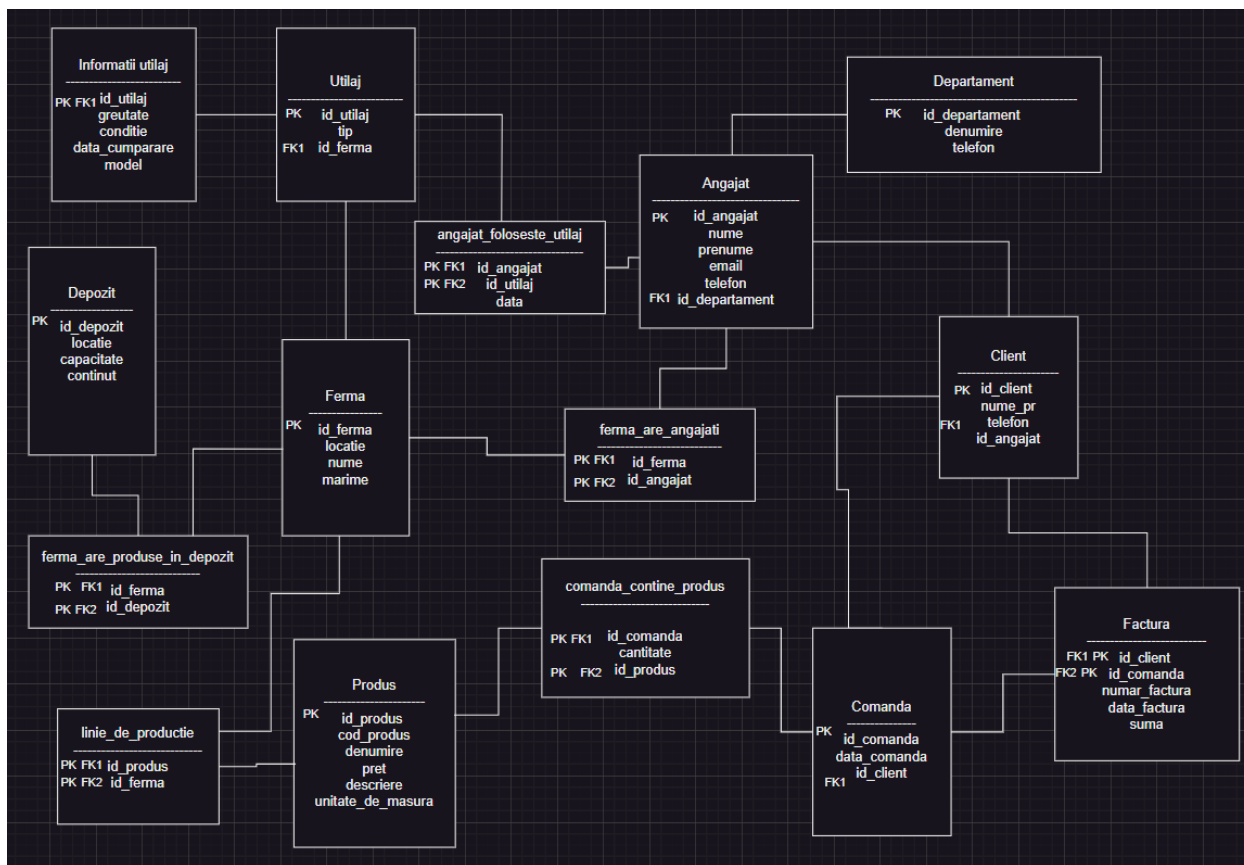 Informatii utilaj
PK FK1 id_utilaj
greutate
conditie
data_cumparare
model
Utilaj
PK id_utilaj
tip
FK1 id_ferma
Departament
PK id_departament
denumire
telefon
Angajat
PK id_angajat
nume
prenume
email
telefon
FK1 id_departament
angajat_foloseste_utilaj
PK FK1 id_angajat
PK FK2 id_utilaj
data
Depozit
PK id_depozit
locatie
capacitate
continut
Ferma
PK id_ferma
locatie
nume
marime
Client
PK id_client
nume_pr
FK1 telefon
id_angajat
ferma_are_angajati
PK FK1 id_ferma
PK FK2 id_angajat
ferma_are_produse_in_depozit
PK FK1 id_ferma
PK FK2 id_depozit
comanda_contine_produs
PK FK1 id_comanda
cantitate
PK FK2 id_produs
Factura
FK1 PK id_client
FK2 PK id_comanda
numar_factura
data_factura
suma
Produs
PK id_produs
cod_produs
denumire
pret
descriere
unitate_de_masura
Comanda
PK id_comanda
data_comanda
FK1 id_client
linie_de_productie
PK FK1 id_produs
PK FK2 id_ferma